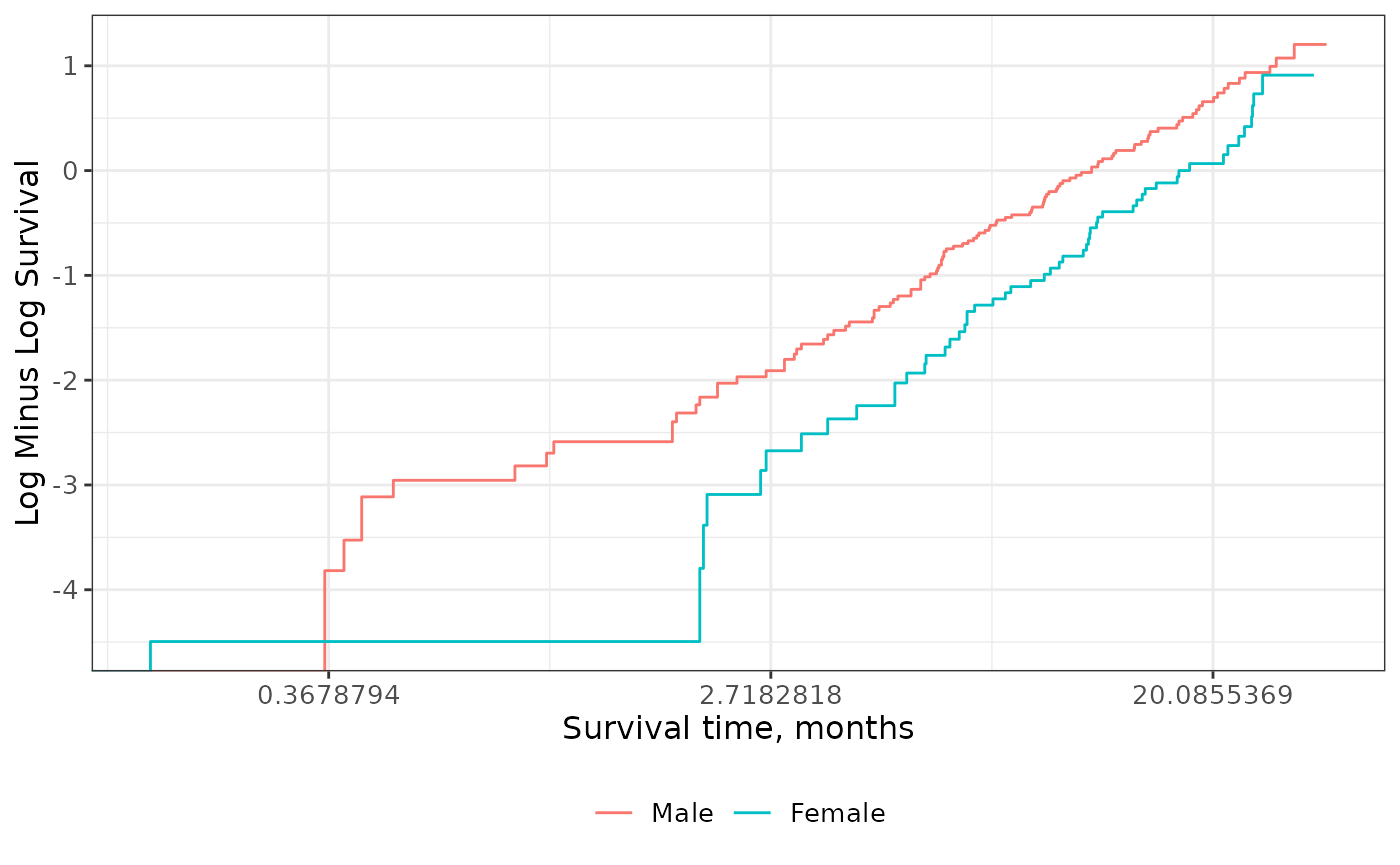 Log Minus Log Survival
1
0
-1
-2
-3
-4
0.3678794 2.7182818 20.0855369
Survival time, months
Male Female